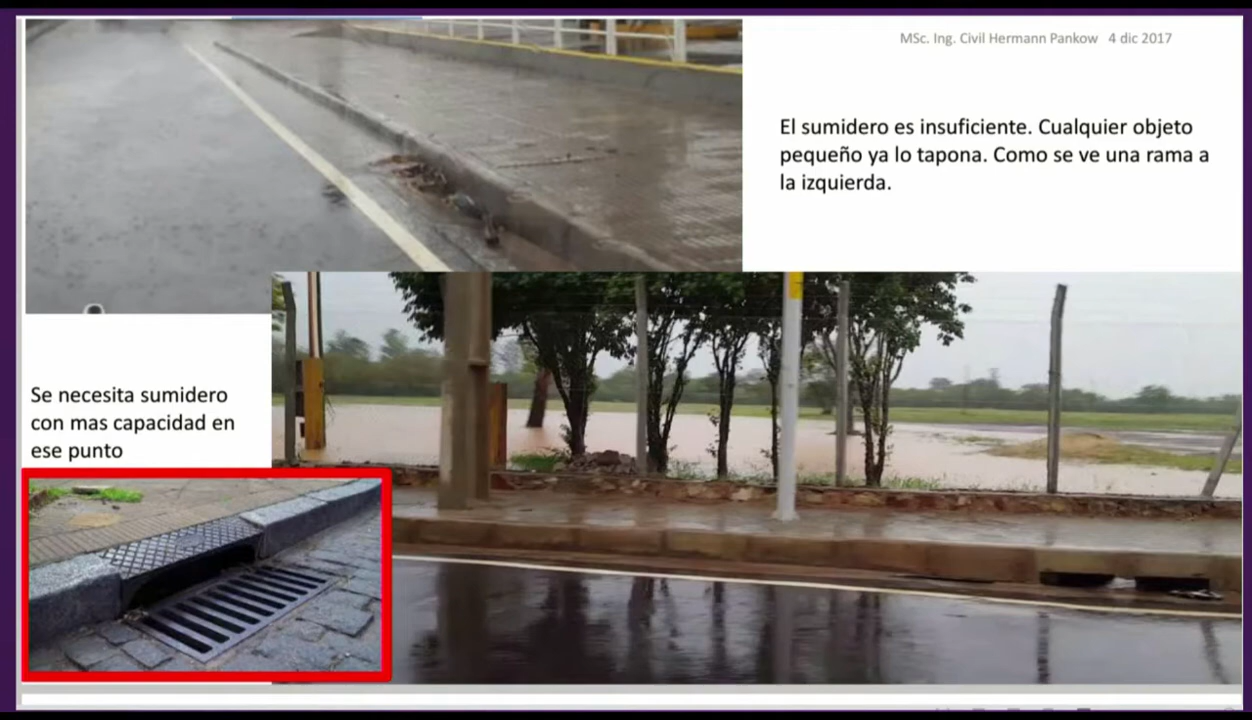 MSc. Ing. Civil Hermann Pankow 4 dic 2017
El sumidero es insuficiente. Cualquier objeto
pequeño ya lo tapona. Como se ve una rama a
la izquierda.
Se necesita sumidero
con mas capacidad en
ese punto